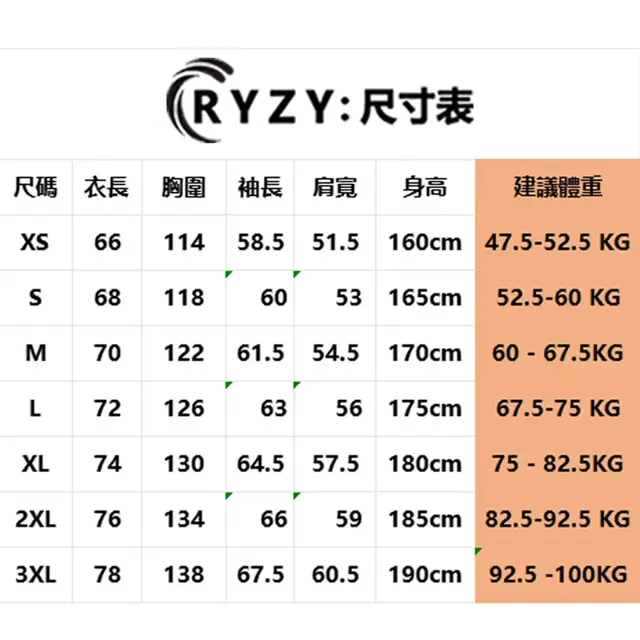 RYZY：尺寸表
尺碼 衣長 胸圍 袖長 肩寬 身高 建議體重
XS 66 114 58.5 51.5 160cm 47.5-52.5 KG
S 68 118 60 53 165cm 52.5-60 KG
M 70 122 61.5 54.5 170cm 60 - 67.5KG
L 72 126 63 56 175cm 67.5-75 KG
XL 74 130 64.5 57.5 180cm 75 - 82.5KG
2XL 76 134 66 59 185cm 82.5-92.5 KG
3XL 78 138 67.5 60.5 190cm 92.5 -100KG